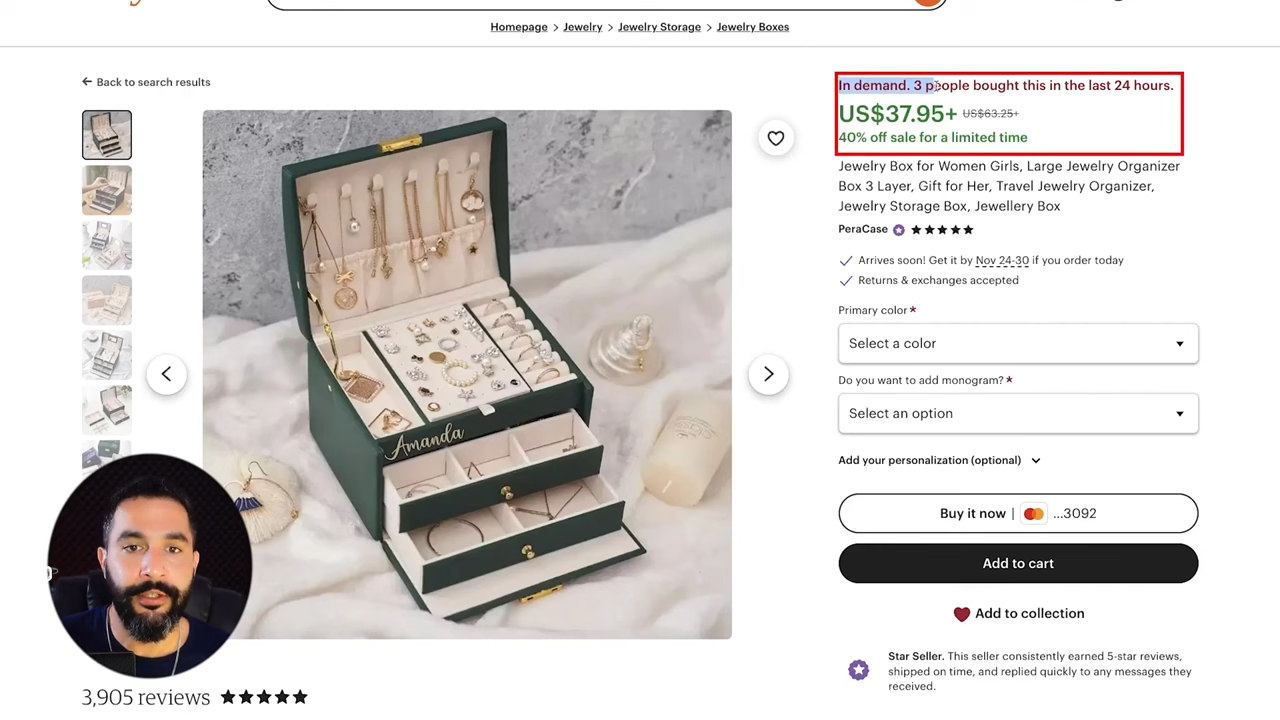 Homepage > Jewelry > Jewelry Storage > Jewelry Boxes
← Back to search results
In demand. 3 people bought this in the last 24 hours.
US$37.95+ US$63.25+
40% off sale for a limited time
Jewelry Box for Women Girls, Large Jewelry Organizer
Box 3 Layer, Gift for Her, Travel Jewelry Organizer,
Jewelry Storage Box, Jewellery Box
PeraCase
Arrives soon! Get it by Nov 24-30 if you order today
Returns & exchanges accepted
Primary color *
Select a color
Do you want to add monogram? *
Select an option
Add your personalization (optional)
Buy it now | ...3092
Add to cart
Add to collection
Star Seller. This seller consistently earned 5-star reviews,
shipped on time, and replied quickly to any messages they
received.
Amanda
3,905 reviews